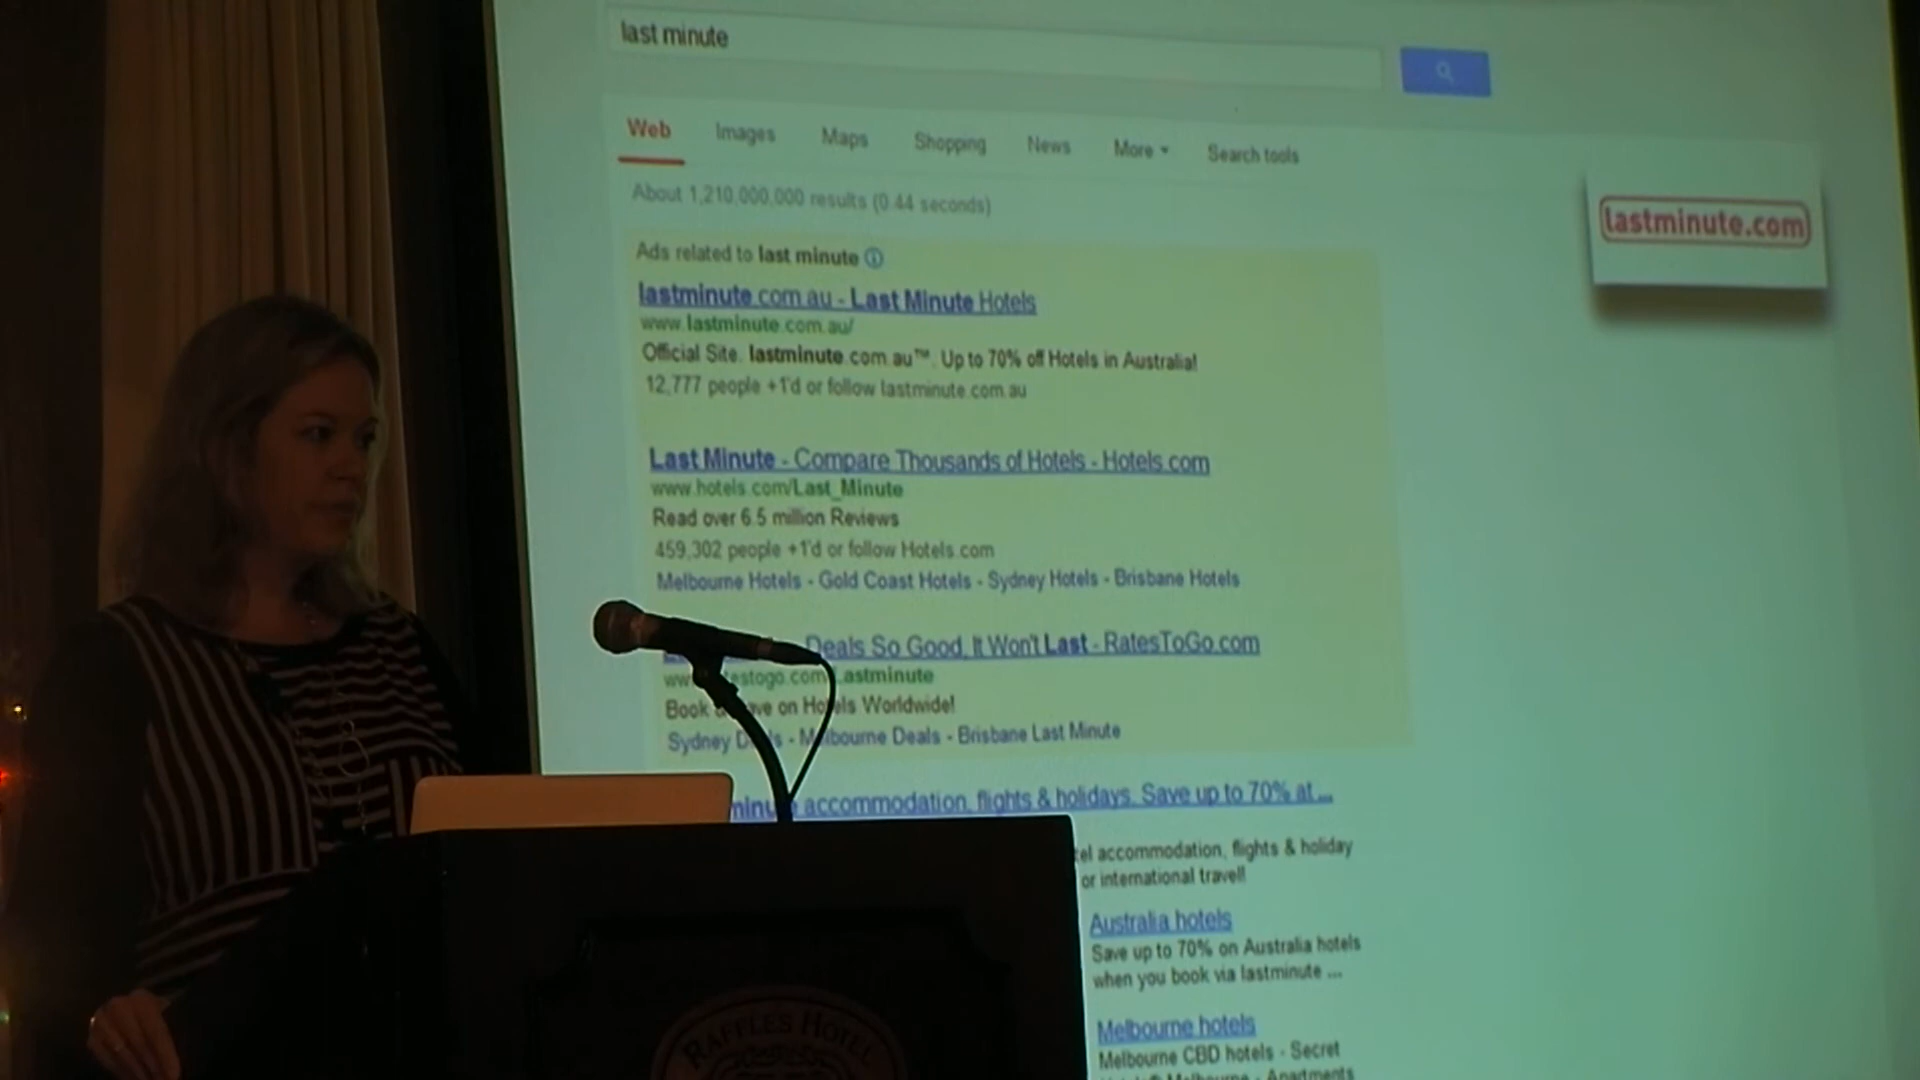 last minute
Web Images Maps Shopping News More Search tools
About 1,210,000,000 results (0.44 seconds)
lastminute.com
Ads related to last minute
lastminute.com.au - Last Minute Hotels
www.lastminute.com.au/
Official Site. lastminute.com.au™. Up to 70% off Hotels in Australia!
12,777 people +1'd or follow lastminute.com.au
Last Minute - Compare Thousands of Hotels - Hotels.com
www.hotels.com/Last_Minute
Read over 6.5 million Reviews
459,302 people +1'd or follow Hotels.com
Melbourne Hotels - Gold Coast Hotels - Sydney Hotels - Brisbane Hotels
Deals So Good, It Won't Last - RatesToGo.com
Book on Hotels Worldwide!
Sydney - Melbourne Deals - Brisbane Last Minute
accommodation, flights & holidays. Save up to 70% at ...
accommodation, flights & holiday
or international travel!
Australia hotels
Save up to 70% on Australia hotels
when you book via lastminute ...
Melbourne hotels
Melbourne CBD hotels - Secret
Melbourne - Apartments
RAFFLES HOTEL